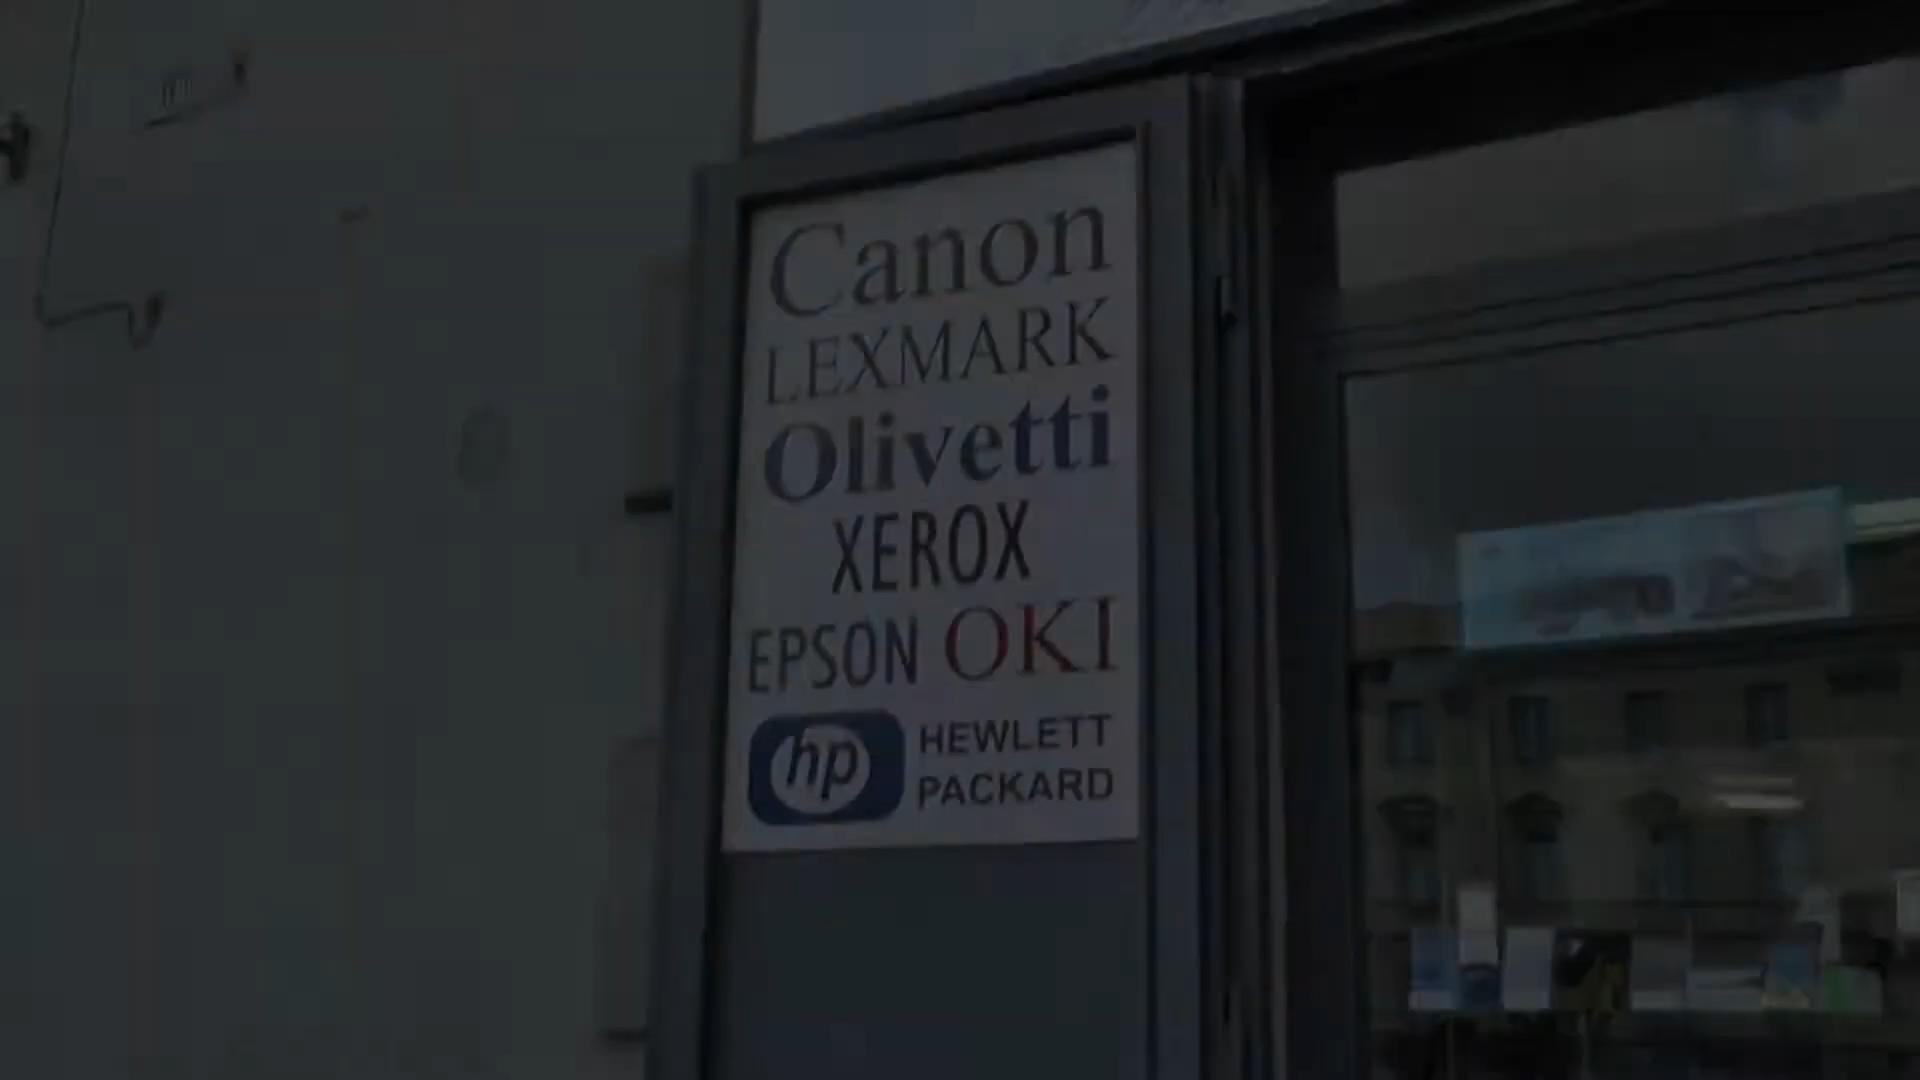 Canon
LEXMARK
Olivetti
XEROX
EPSON OKI
hp HEWLETT
PACKARD